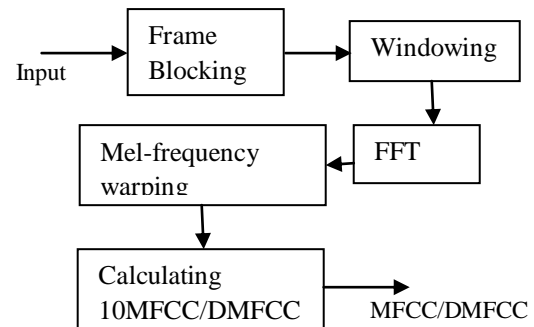 Input
Frame
Blocking
Windowing
FFT
Mel-frequency
warping
Calculating
10MFCC/DMFCC
MFCC/DMFCC